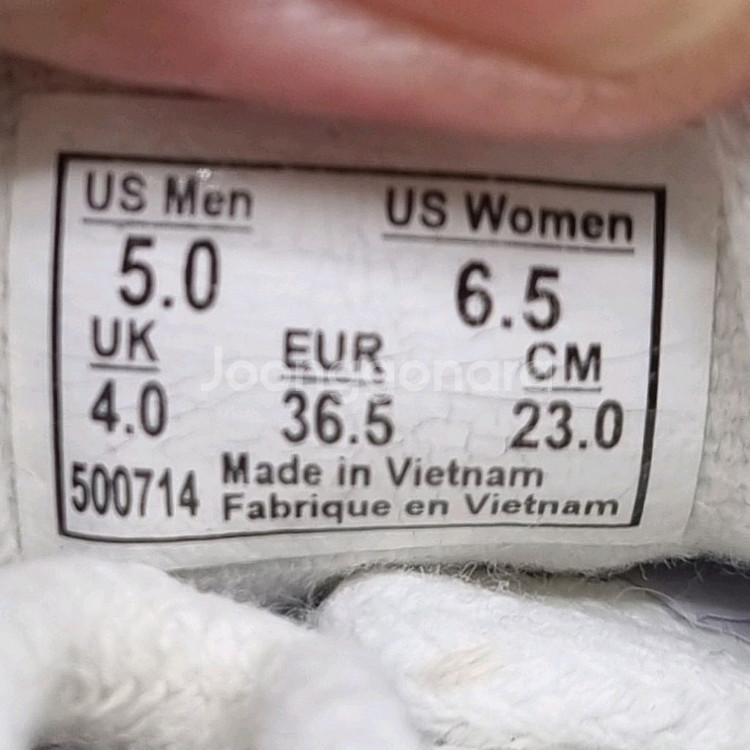 US Men US Women
5.0 6.5
UK EUR CM
4.0 36.5 23.0
500714 Made in Vietnam
Fabrique en Vietnam
Joongonara